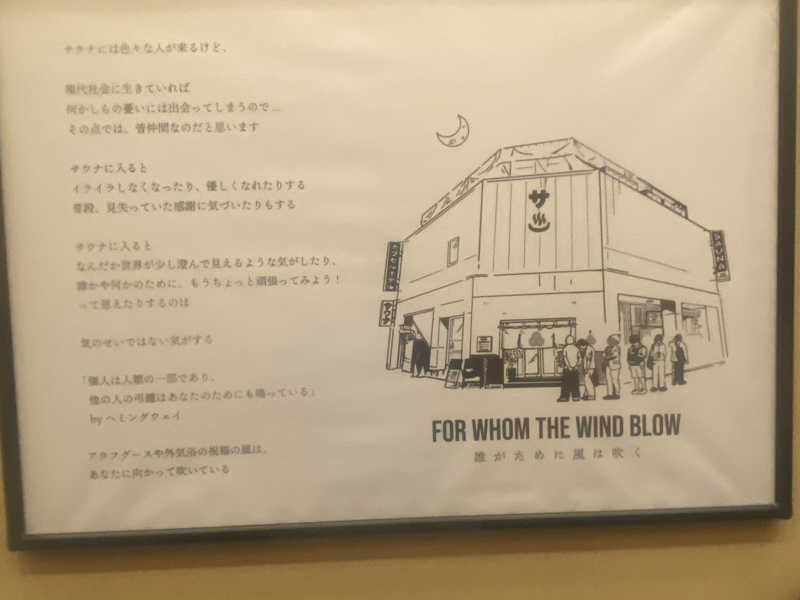 サウナには色々な人が来るけど、
現代社会に生きていれば
何かしらの憂いには出会ってしまうので...
その点では、皆仲間なのだと思います
サウナに入ると
イライラしなくなったり、優しくなれたりする
普段、見失っていた感謝に気づいたりもする
サウナに入ると
なんだか世界が少し澄んで見えるような気がしたり、
誰かや何かのために、もうちょっと頑張ってみよう！
って思えたりするのは
気のせいではない気がする
「個人は人類の一部であり、
他の人の弔鐘はあなたのためにも鳴っている」
byヘミングウェイ
アウフグースや外気浴の祝福の風は、
あなたに向かって吹いている
サ
SAUNA
サウナ
FOR WHOM THE WIND BLOW
誰がために風は吹く